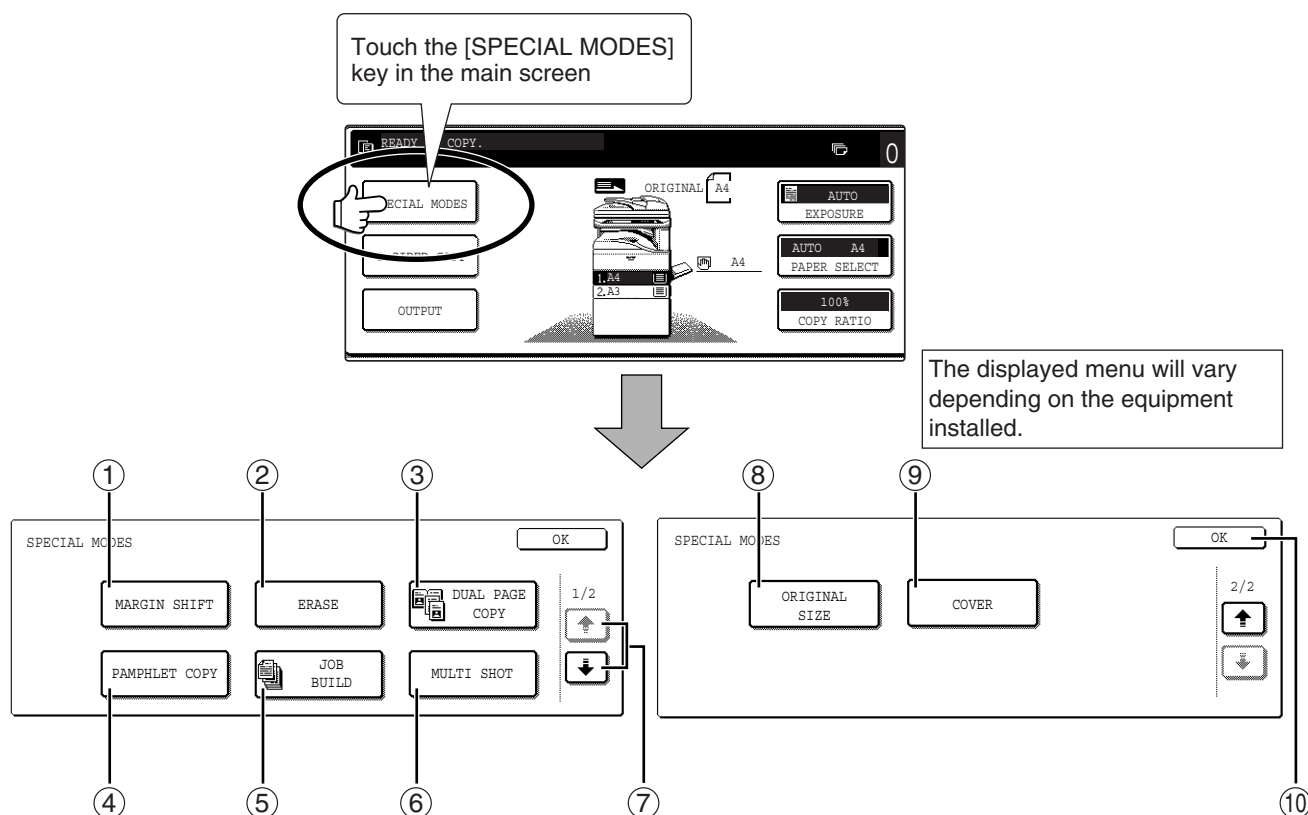 Touch the [SPECIAL MODES]
key in the main screen
READY COPY.
0
ORIGINAL A4
AUTO
EXPOSURE
MODES
AUTO A4
PAPER SELECT
A4
1.A4
2.A3
OUTPUT
100%
COPY RATIO
The displayed menu will vary
depending on the equipment
installed.
1 2 3 8 9
SPECIAL MODES OK
MARGIN SHIFT
ERASE
DUAL PAGE
COPY
1/2
PAMPHLET COPY
JOB
BUILD
MULTI SHOT
SPECIAL MODES OK
ORIGINAL
SIZE
COVER
2/2
4 5 6 7 10